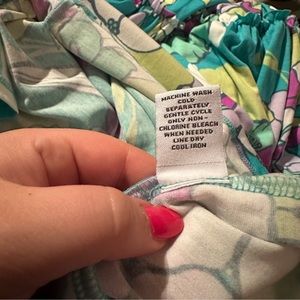 MACHINE WASH
COLD
SEPARATELY
GENTLE CYCLE
ONLY NON-
CHLORINE BLEACH
WHEN NEEDED
LINE DRY
COOL IRON